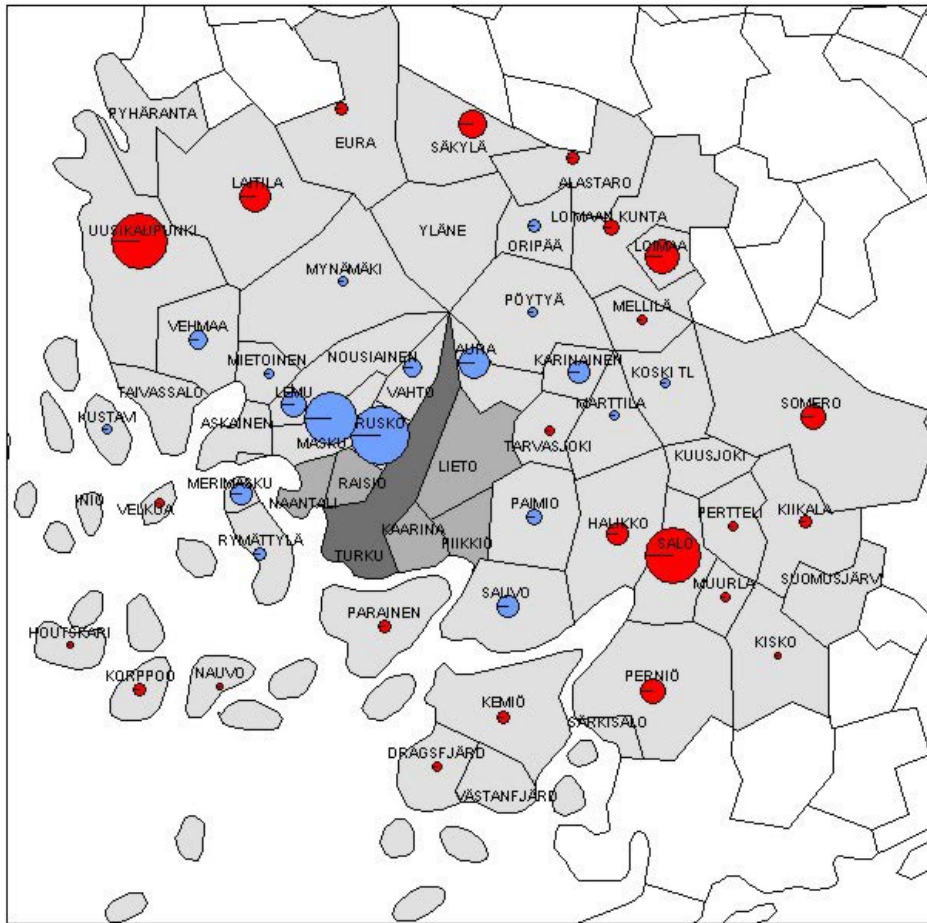 PYHÄRANTA
EURA
SÄKYLÄ
LAITILA
ALASTARO
UUSIKAUPUNKI
YLÄNE
ORIPÄÄ
LOIMAAN KUNTA
LOIMAA
MYNÄMÄKI
PÖYTYÄ
MELLILÄ
VEHMAA
MIETOINEN
NOUSIAINEN
AURA
KARINAINEN
KOSKI TL
TAIVASSALO
LEMU
VAHTO
KUSTAVI
ASKAINEN
MASKU
RUSKO
MARTTILA
SOMERO
TARVASJOKI
KUUSJOKI
LIETO
RAISIO
MERIMASKU
NAANTALI
INIÖ
VELKUA
PAIMIO
HALIKKO
PERTTELI
KIIKALA
KAARINA
PIIKKIÖ
RYMÄTTYLÄ
TURKU
SALO
MUURLA
SUOMUSJÄRVI
SAUVO
PARAINEN
HOUTSKARI
KISKO
KORPPOO
NAUVO
PERNIÖ
KEMIÖ
SÄRKISALO
DRAGSFJÄRD
VÄSTANFJÄRD